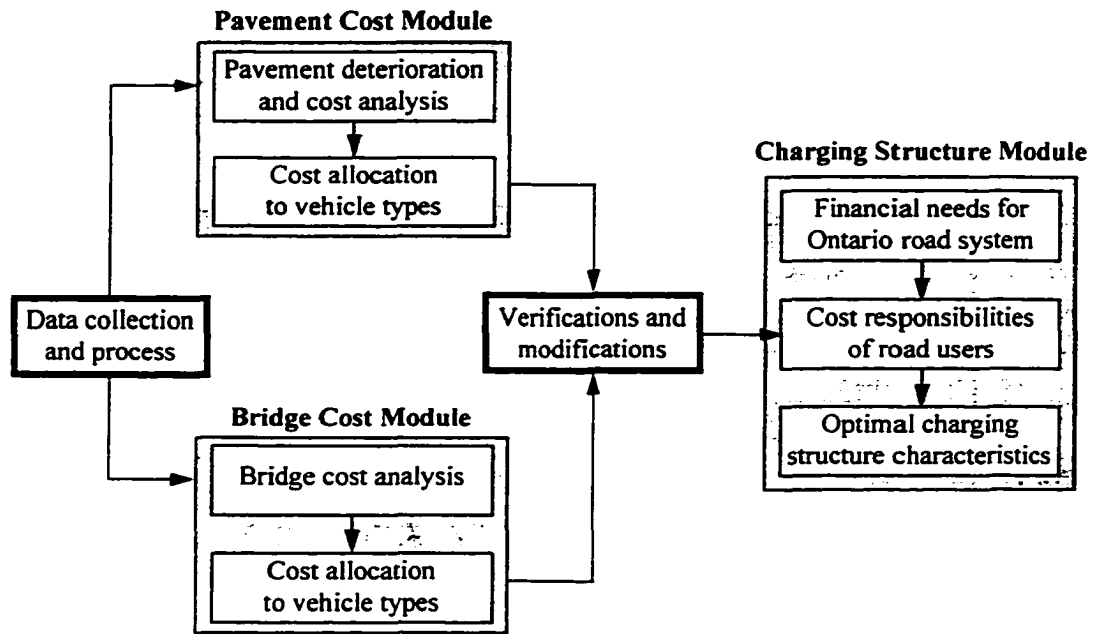 Pavement Cost Module
Pavement deterioration
and cost analysis
Cost allocation
to vehicle types
Data collection
and process
Bridge Cost Module
Bridge cost analysis
Cost allocation
to vehicle types
Verifications and
modifications
Charging Structure Module
Financial needs for
Ontario road system
Cost responsibilities
of road users
Optimal charging
structure characteristics